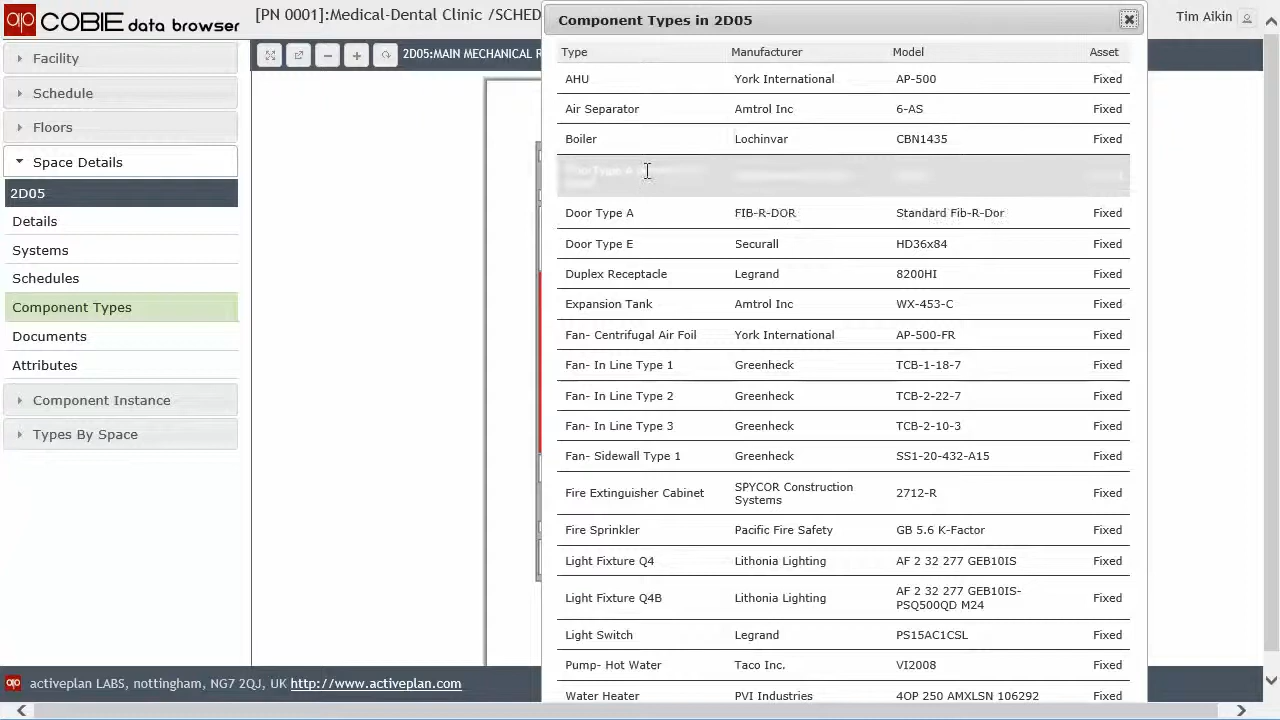 COBIE data browser
[PN 0001]:Medical-Dental Clinic /SCHED
Tim Aikin
Facility
Schedule
Floors
Space Details
2D05
Details
Systems
Schedules
Component Types
Documents
Attributes
Component Instance
Types By Space
2D05:MAIN MECHANICAL R
Component Types in 2D05
Type Manufacturer Model Asset
AHU York International AP-500 Fixed
Air Separator Amtrol Inc 6-AS Fixed
Boiler Lochinvar CBN1435 Fixed
Door Type A FIB-R-DOR Standard Fib-R-Dor Fixed
Door Type E Securall HD36x84 Fixed
Duplex Receptacle Legrand 8200HI Fixed
Expansion Tank Amtrol Inc WX-453-C Fixed
Fan- Centrifugal Air Foil York International AP-500-FR Fixed
Fan- In Line Type 1 Greenheck TCB-1-18-7 Fixed
Fan- In Line Type 2 Greenheck TCB-2-22-7 Fixed
Fan- In Line Type 3 Greenheck TCB-2-10-3 Fixed
Fan- Sidewall Type 1 Greenheck SS1-20-432-A15 Fixed
Fire Extinguisher Cabinet SPYCOR Construction Systems 2712-R Fixed
Fire Sprinkler Pacific Fire Safety GB 5.6 K-Factor Fixed
Light Fixture Q4 Lithonia Lighting AF 2 32 277 GEB10IS Fixed
Light Fixture Q4B Lithonia Lighting AF 2 32 277 GEB10IS-PSQ500QD M24 Fixed
Light Switch Legrand PS15AC1CSL Fixed
Pump- Hot Water Taco Inc. VI2008 Fixed
Water Heater PVI Industries 4OP 250 AMXLSN 106292 Fixed
activeplan LABS, nottingham, NG7 2QJ, UK http://www.activeplan.com